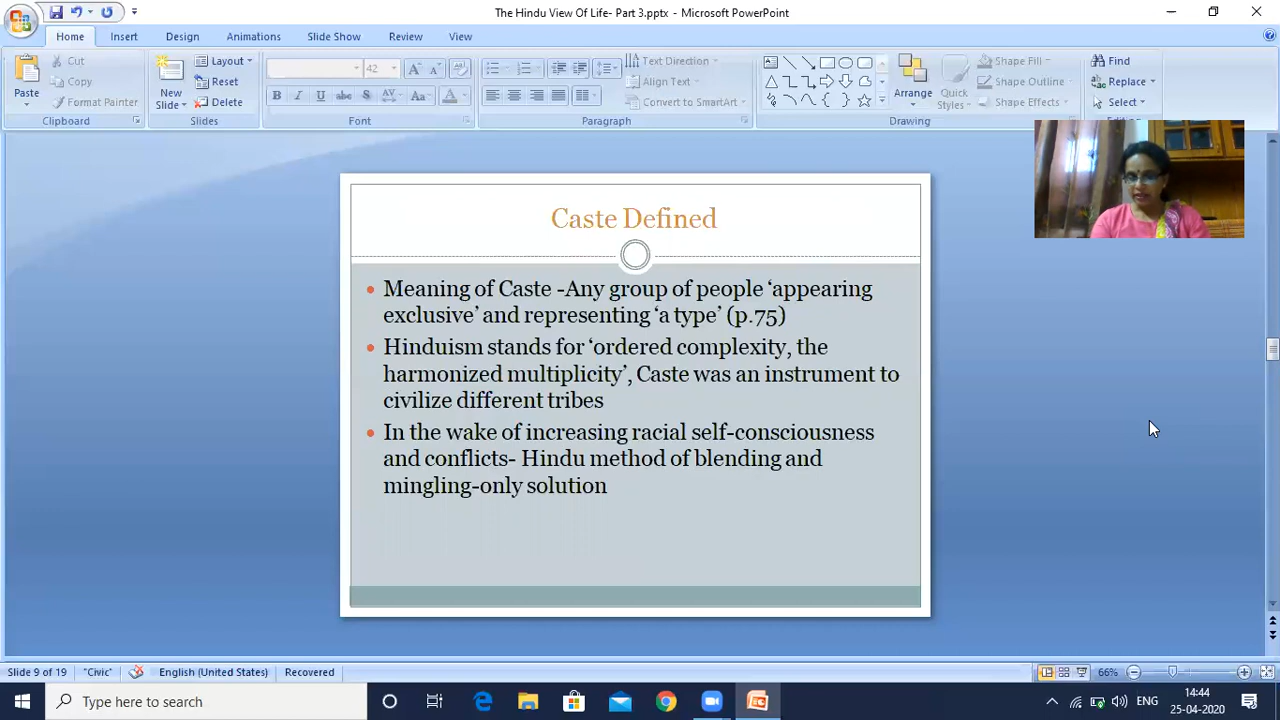 The Hindu View Of Life- Part 3.pptx - Microsoft PowerPoint
Home Insert Design Animations Slide Show Review View
Paste
Cut
Copy
Format Painter
Clipboard
New
Slide
Layout
Reset
Delete
Slides
42
B I U abc S AV Aa A
Font
Text Direction
Align Text
Convert to SmartArt
Paragraph
Arrange
Quick
Styles
Shape Fill
Shape Outline
Shape Effects
Drawing
Find
Replace
Select
Caste Defined
Meaning of Caste -Any group of people ‘appearing
exclusive’ and representing ‘a type’ (p.75)
Hinduism stands for ‘ordered complexity, the
harmonized multiplicity’, Caste was an instrument to
civilize different tribes
In the wake of increasing racial self-consciousness
and conflicts- Hindu method of blending and
mingling-only solution
Slide 9 of 19 "Civic" English (United States) Recovered 66%
Type here to search
ENG
14:44
25-04-2020